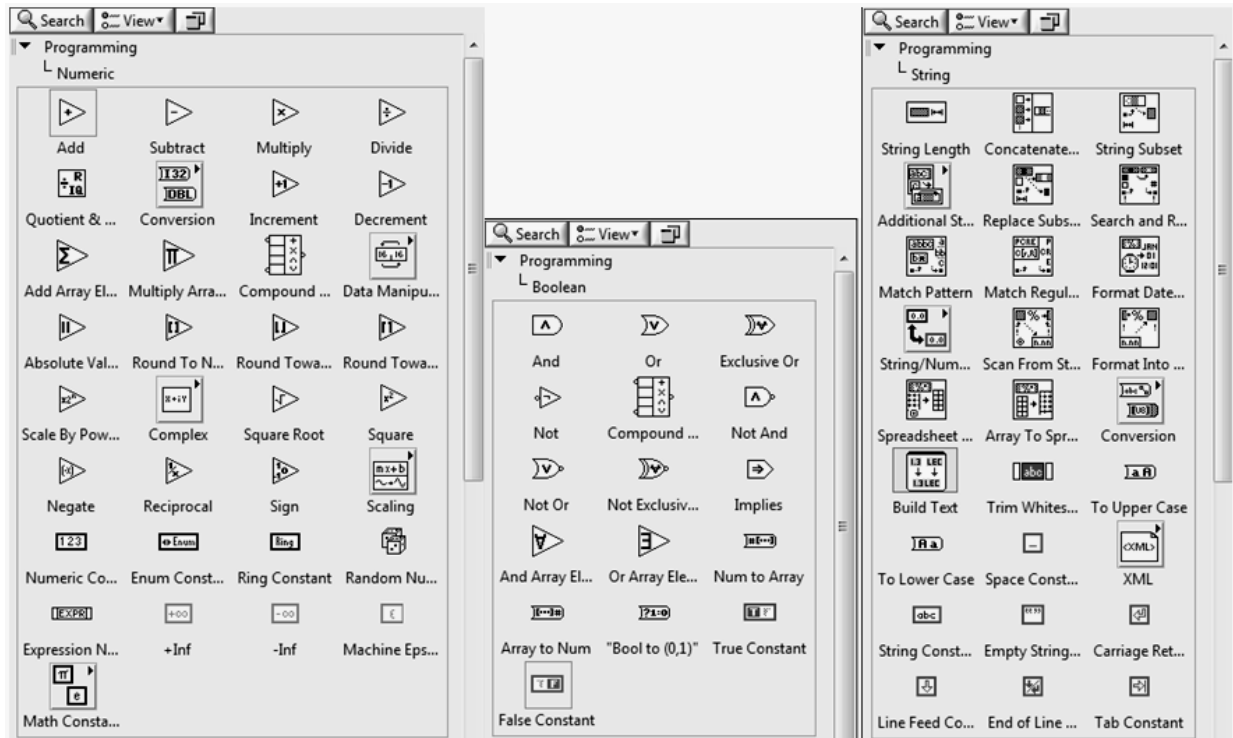 Search View
Programming
Numeric
Add Subtract Multiply Divide
Quotient & ... Conversion Increment Decrement
Add Array El... Multiply Arra... Compound ... Data Manipu...
Absolute Val... Round To N... Round Towa... Round Towa...
Scale By Pow... Complex Square Root Square
Negate Reciprocal Sign Scaling
Numeric Co... Enum Const... Ring Constant Random Nu...
Expression N... +Inf -Inf Machine Eps...
Math Consta...
Search View
Programming
Boolean
And Or Exclusive Or
Not Compound ... Not And
Not Or Not Exclusiv... Implies
And Array El... Or Array Ele... Num to Array
Array to Num "Bool to (0,1)" True Constant
False Constant
Search View
Programming
String
String Length Concatenate... String Subset
Additional St... Replace Subs... Search and R...
Match Pattern Match Regul... Format Date...
String/Num... Scan From St... Format Into ...
Spreadsheet ... Array To Spr... Conversion
Build Text Trim Whites... To Upper Case
To Lower Case Space Const... XML
String Const... Empty String... Carriage Ret...
Line Feed Co... End of Line ... Tab Constant